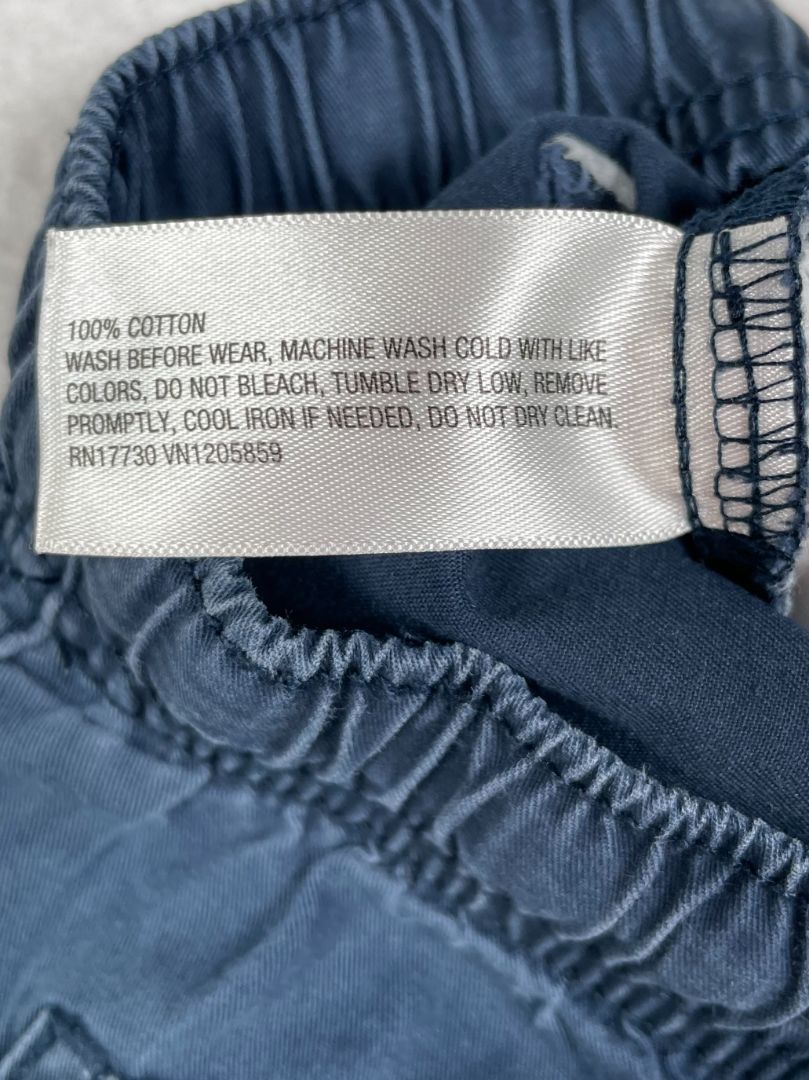 100% COTTON
WASH BEFORE WEAR, MACHINE WASH COLD WITH LIKE
COLORS, DO NOT BLEACH, TUMBLE DRY LOW, REMOVE
PROMPTLY, COOL IRON IF NEEDED, DO NOT DRY CLEAN.
RN17730 VN1205859